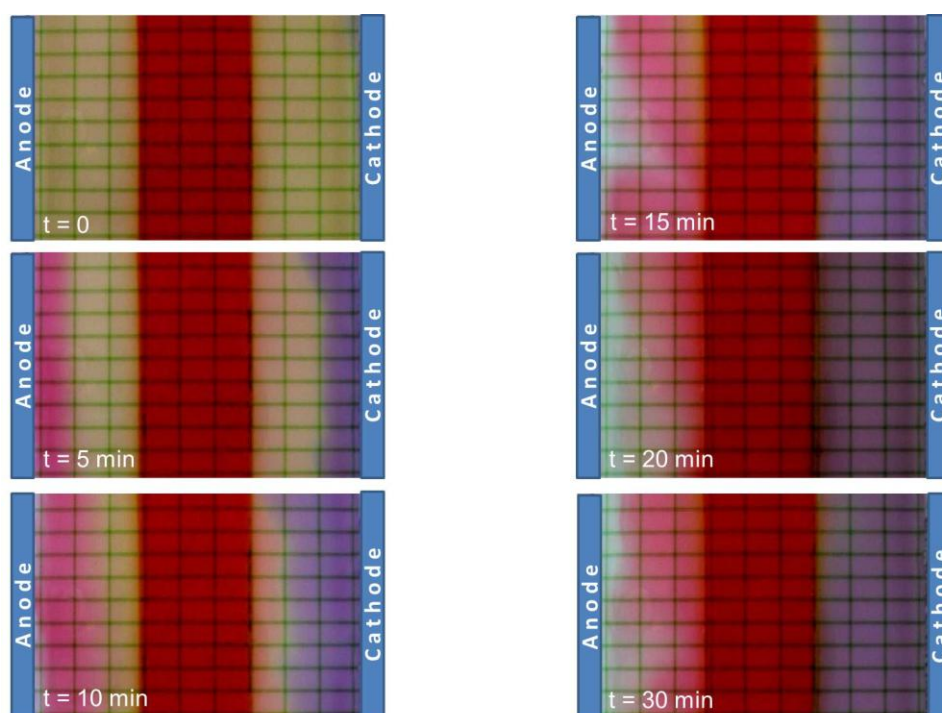 Anode
Cathode
t = 0
Anode
Cathode
t = 5 min
Anode
Cathode
t = 10 min
Anode
Cathode
t = 15 min
Anode
Cathode
t = 20 min
Anode
Cathode
t = 30 min